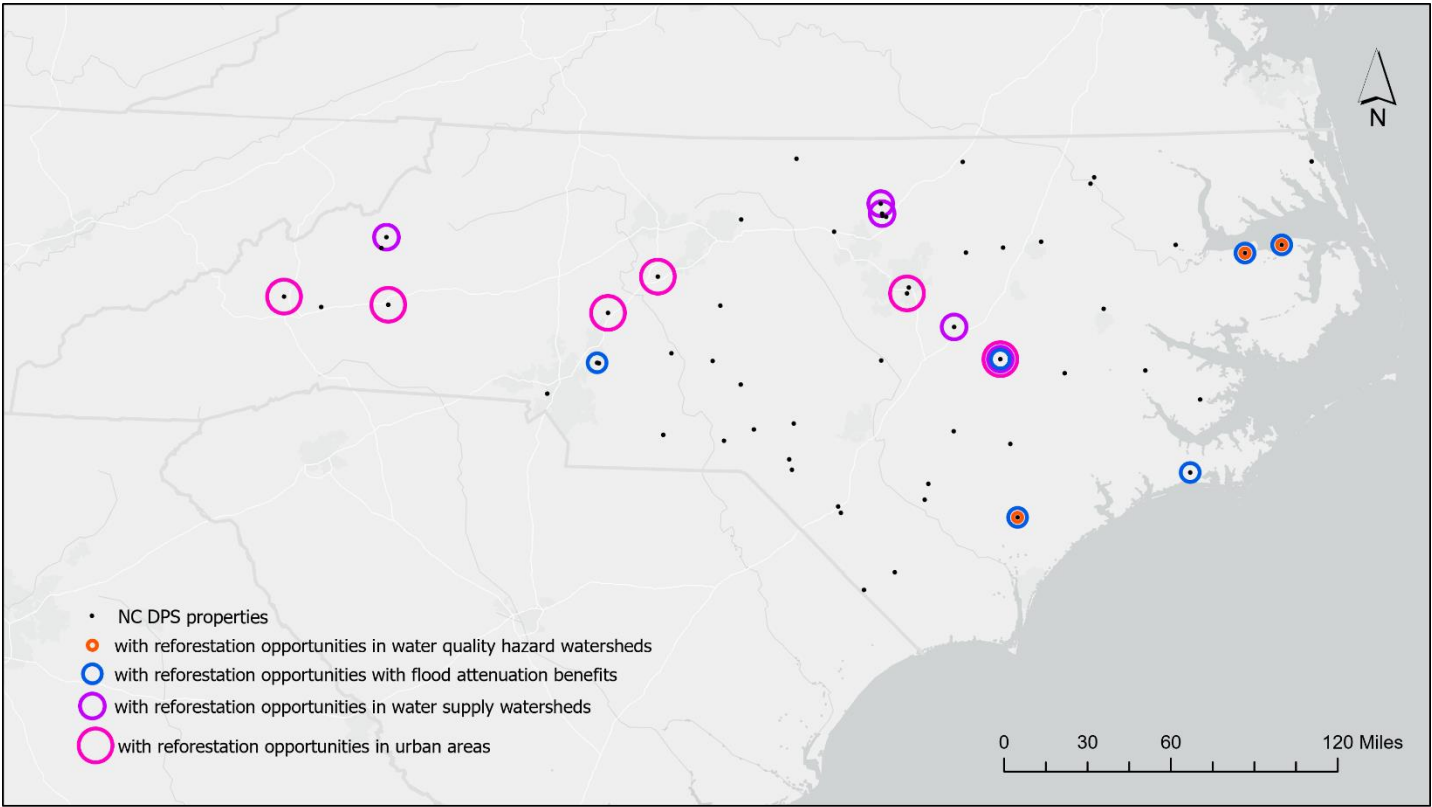 N
NC DPS properties
with reforestation opportunities in water quality hazard watersheds
with reforestation opportunities with flood attenuation benefits
with reforestation opportunities in water supply watersheds
with reforestation opportunities in urban areas
0 30 60 120 Miles